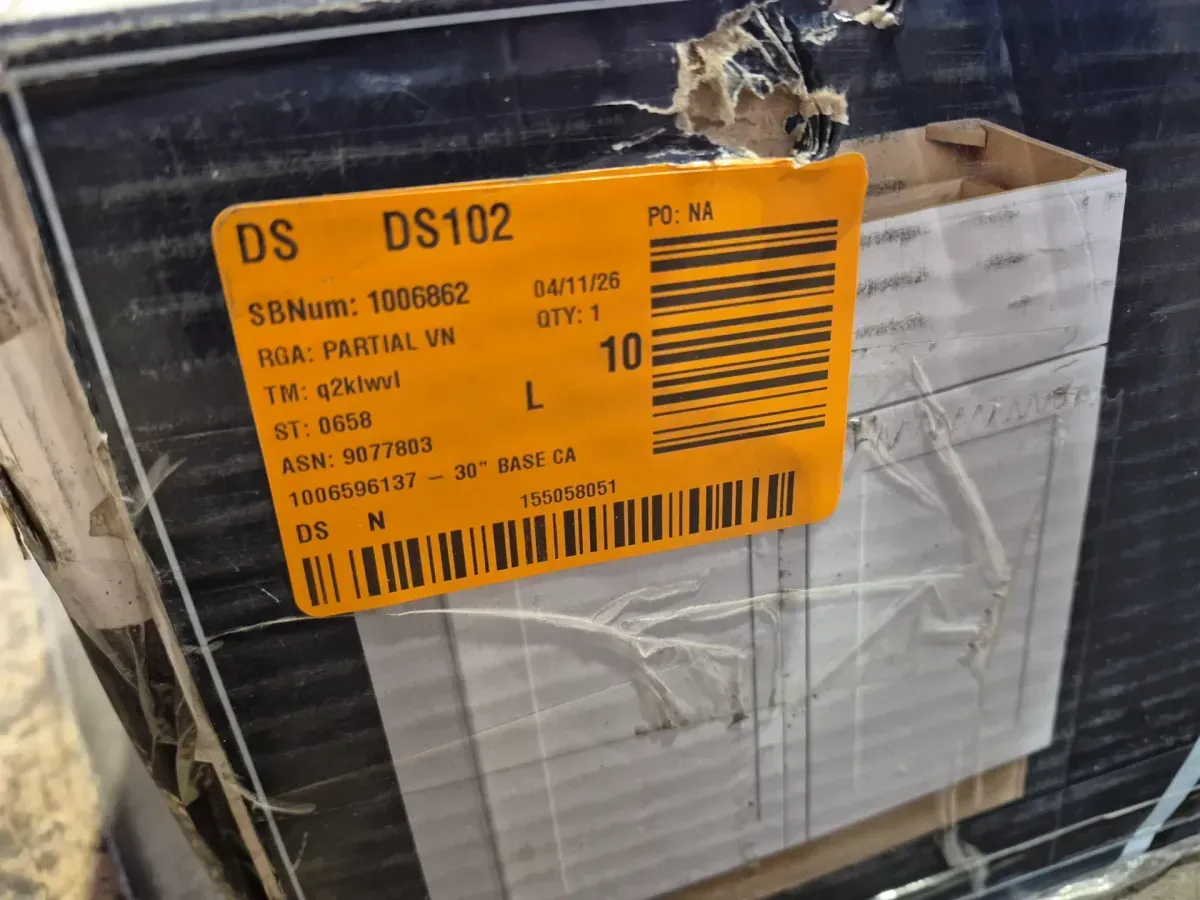 DS DS102 PO: NA
SBNum: 1006862 04/11/26
RGA: PARTIAL VN QTY: 1
TM: q2klwvl L 10
ST: 0658
ASN: 9077803
1006596137 – 30" BASE CA
DS N 155058051